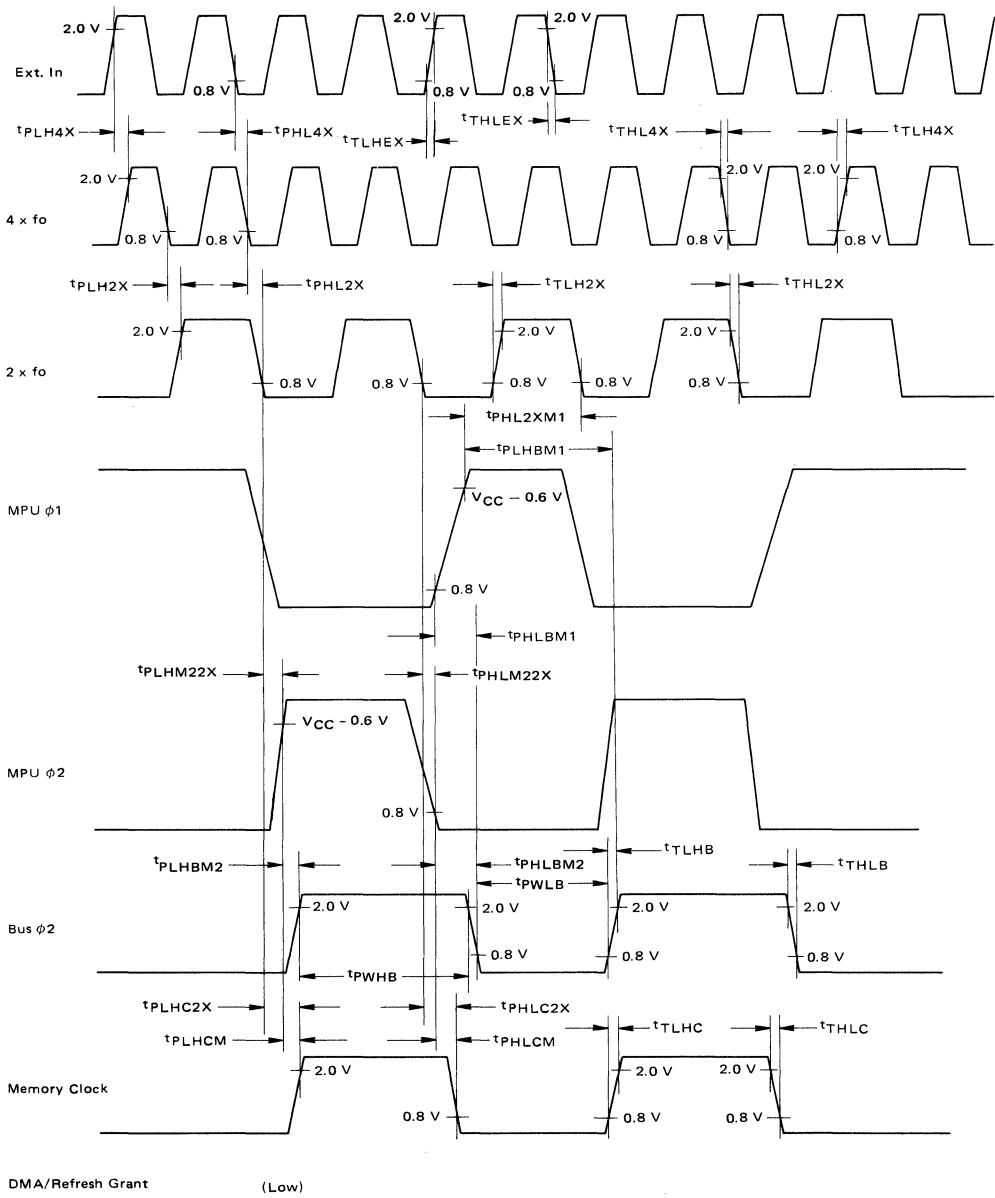 2.0 V
2.0 V
2.0 V
Ext. In
0.8 V
0.8 V
0.8 V
tPLH4X
tPHL4X
tTLHEX
tTHLEX
tTHL4X
tTLH4X
2.0 V
2.0 V
2.0 V
4 x fo
0.8 V
0.8 V
0.8 V
0.8 V
tPLH2X
tPHL2X
tTLH2X
tTHL2X
2.0 V
2.0 V
2.0 V
2 x fo
0.8 V
0.8 V
0.8 V
0.8 V
0.8 V
tPHL2XM1
tPLHBM1
MPU φ1
VCC – 0.6 V
0.8 V
tPHLBM1
tPLHM22X
tPHLM22X
VCC - 0.6 V
MPU φ2
0.8 V
tPLHBM2
tPHLBM2
tTLHB
tTHLB
tPWLB
2.0 V
2.0 V
2.0 V
2.0 V
Bus φ2
0.8 V
0.8 V
0.8 V
tPWHB
tPLHC2X
tPHLC2X
tPLHCM
tPHLCM
tTLHC
tTHLC
2.0 V
2.0 V
2.0 V
Memory Clock
0.8 V
0.8 V
0.8 V
DMA/Refresh Grant (Low)